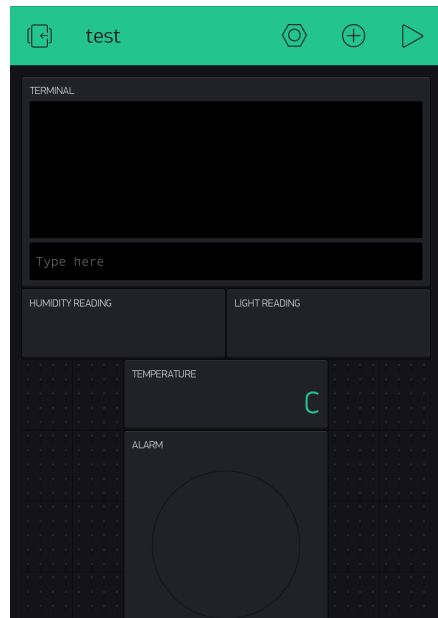 test
TERMINAL
Type here
HUMIDITY READING
LIGHT READING
TEMPERATURE
C
ALARM